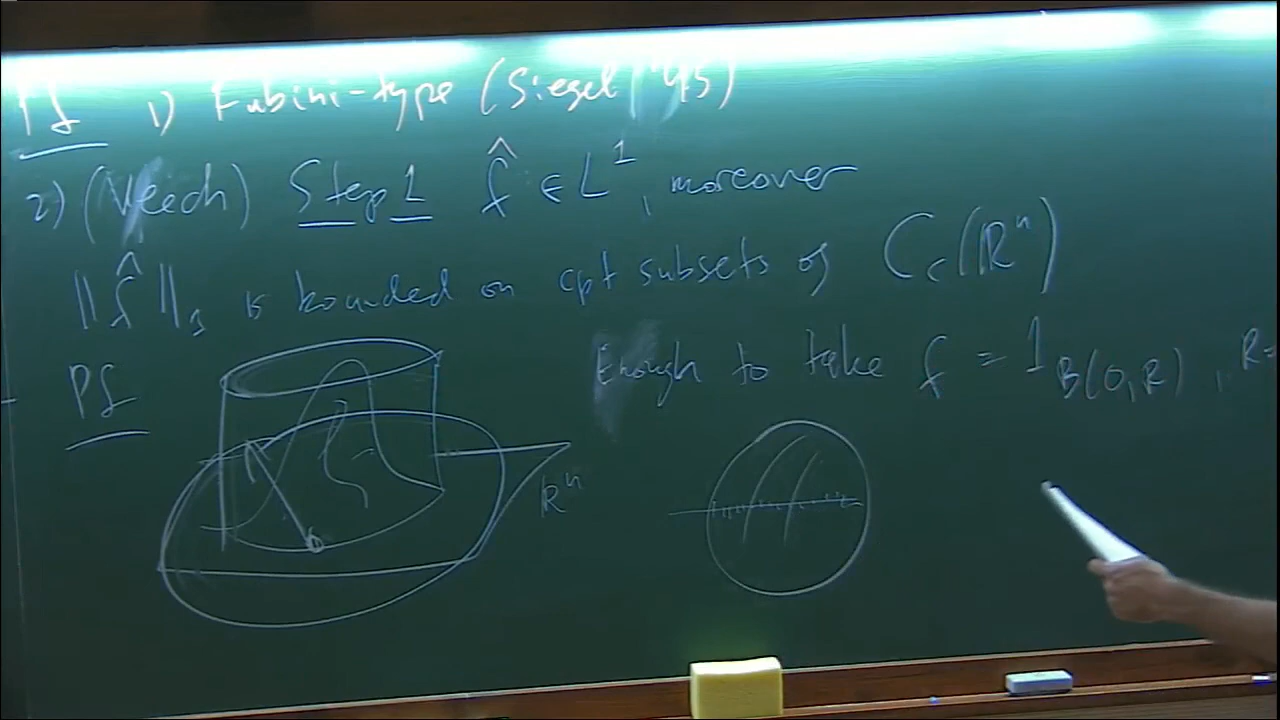 Pf 1) Fubini-type (Siegel '45)
2) (Veech) Step 1 f̂ ∈ L¹, moreover
‖f̂‖₁ is bounded on cpt subsets of C_c(ℝⁿ)
Pf Enough to take f = 1_{B(0,R)}, R=
ℝⁿ